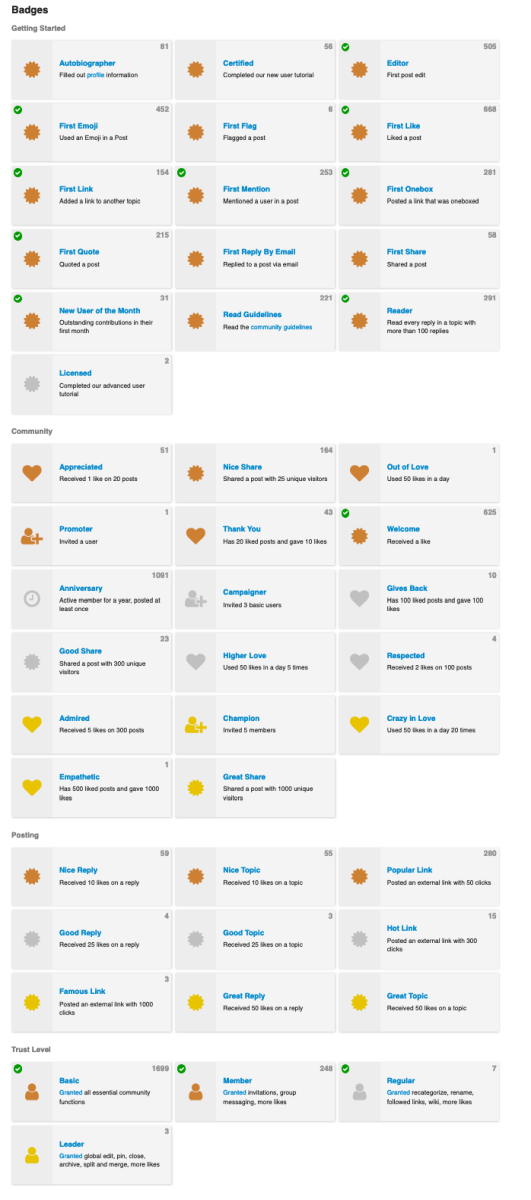 Badges
Getting Started
81
Autobiographer
Filled out profile information
56
Certified
Completed our new user tutorial
505
Editor
First post edit
452
First Emoji
Used an Emoji in a Post
6
First Flag
Flagged a post
668
First Like
Liked a post
154
First Link
Added a link to another topic
253
First Mention
Mentioned a user in a post
281
First Onebox
Posted a link that was oneboxed
215
First Quote
Quoted a post
First Reply By Email
Replied to a post via email
58
First Share
Shared a post
31
New User of the Month
Outstanding contributions in their
first month
221
Read Guidelines
Read the community guidelines
291
Reader
Read every reply in a topic with
more than 100 replies
2
Licensed
Completed our advanced user
tutorial
Community
51
Appreciated
Received 1 like on 20 posts
164
Nice Share
Shared a post with 25 unique visitors
1
Out of Love
Used 50 likes in a day
1
Promoter
Invited a user
43
Thank You
Has 20 liked posts and gave 10 likes
625
Welcome
Received a like
1091
Anniversary
Active member for a year, posted at
least once
Campaigner
Invited 3 basic users
10
Gives Back
Has 100 liked posts and gave 100
likes
23
Good Share
Shared a post with 300 unique
visitors
Higher Love
Used 50 likes in a day 5 times
4
Respected
Received 2 likes on 100 posts
Admired
Received 5 likes on 300 posts
Champion
Invited 5 members
Crazy in Love
Used 50 likes in a day 20 times
1
Empathetic
Has 500 liked posts and gave 1000
likes
Great Share
Shared a post with 1000 unique
visitors
Posting
59
Nice Reply
Received 10 likes on a reply
55
Nice Topic
Received 10 likes on a topic
280
Popular Link
Posted an external link with 50 clicks
4
Good Reply
Received 25 likes on a reply
3
Good Topic
Received 25 likes on a topic
15
Hot Link
Posted an external link with 300
clicks
3
Famous Link
Posted an external link with 1000
clicks
Great Reply
Received 50 likes on a reply
Great Topic
Received 50 likes on a topic
Trust Level
1699
Basic
Granted all essential community
functions
248
Member
Granted invitations, group
messaging, more likes
7
Regular
Granted recategorize, rename,
followed links, wiki, more likes
3
Leader
Granted global edit, pin, close,
archive, split and merge, more likes